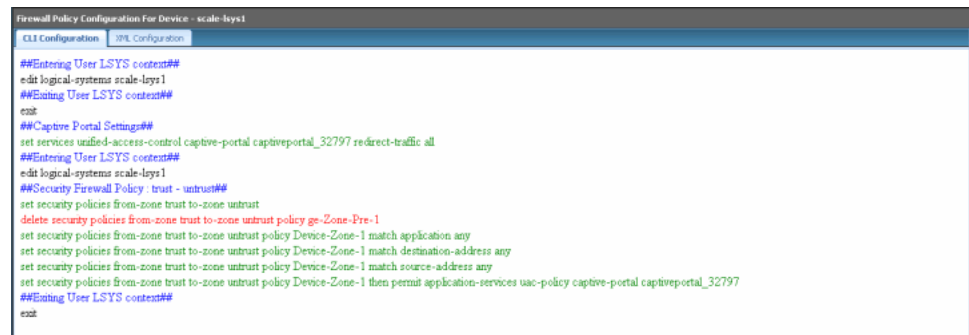 Firewall Policy Configuration For Device - scale-lsys1
CLI Configuration XML Configuration
##Entering User LSYS context##
edit logical-systems scale-lsys1
##Exiting User LSYS context##
exit
##Captive Portal Settings##
set services unified-access-control captive-portal captiveportal_32797 redirect-traffic all
##Entering User LSYS context##
edit logical-systems scale-lsys1
##Security Firewall Policy : trust - untrust##
set security policies from-zone trust to-zone untrust
delete security policies from-zone trust to-zone untrust policy ge-Zone-Pre-1
set security policies from-zone trust to-zone untrust policy Device-Zone-1 match application any
set security policies from-zone trust to-zone untrust policy Device-Zone-1 match destination-address any
set security policies from-zone trust to-zone untrust policy Device-Zone-1 match source-address any
set security policies from-zone trust to-zone untrust policy Device-Zone-1 then permit application-services uac-policy captive-portal captiveportal_32797
##Exiting User LSYS context##
exit